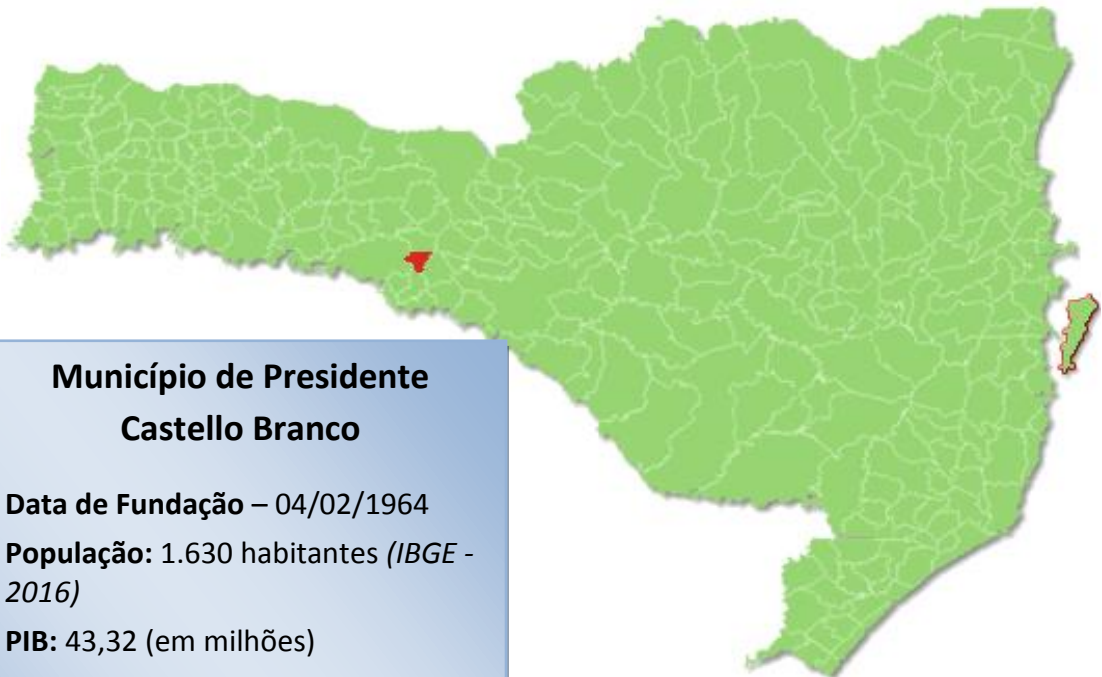 Município de Presidente
Castello Branco
Data de Fundação – 04/02/1964
População: 1.630 habitantes (IBGE -
2016)
PIB: 43,32 (em milhões)